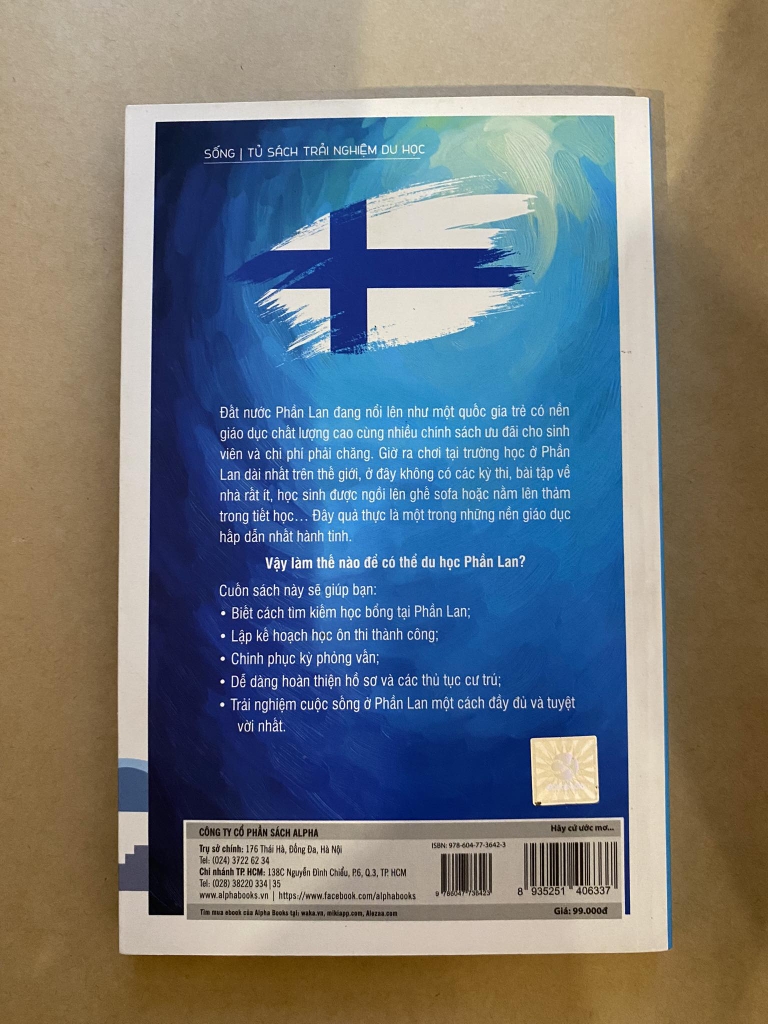 SỐNG | TỦ SÁCH TRẢI NGHIỆM DU HỌC
Đất nước Phần Lan đang nổi lên như một quốc gia trẻ có nền
giáo dục chất lượng cao cùng nhiều chính sách ưu đãi cho sinh
viên và chi phí phải chăng. Giờ ra chơi tại trường học ở Phần
Lan dài nhất trên thế giới, ở đây không có các kỳ thi, bài tập về
nhà rất ít, học sinh được ngồi lên ghế sofa hoặc nằm lên thảm
trong tiết học... Đây quả thực là một trong những nền giáo dục
hấp dẫn nhất hành tinh.
Vậy làm thế nào để có thể du học Phần Lan?
Cuốn sách này sẽ giúp bạn:
• Biết cách tìm kiếm học bổng tại Phần Lan;
• Lập kế hoạch học ôn thi thành công;
• Chinh phục kỳ phỏng vấn;
• Dễ dàng hoàn thiện hồ sơ và các thủ tục cư trú;
• Trải nghiệm cuộc sống ở Phần Lan một cách đầy đủ và tuyệt
vời nhất.
CÔNG TY CỔ PHẦN SÁCH ALPHA
Hãy cứ ước mơ...
Trụ sở chính: 176 Thái Hà, Đống Đa, Hà Nội
Tel: (024) 3722 62 34
Chi nhánh TP. HCM: 138C Nguyễn Đình Chiểu, P.6, Q.3, TP. HCM
Tel: (028) 38220 334 | 35
www.alphabooks.vn | https://www.facebook.com/alphabooks
ISBN: 978-604-77-3642-3
9 786047 736423
8 935251 406337
Tìm mua ebook của Alpha Books tại: waka.vn, mikiapp.com, Alezaa.com
Giá: 99.000đ